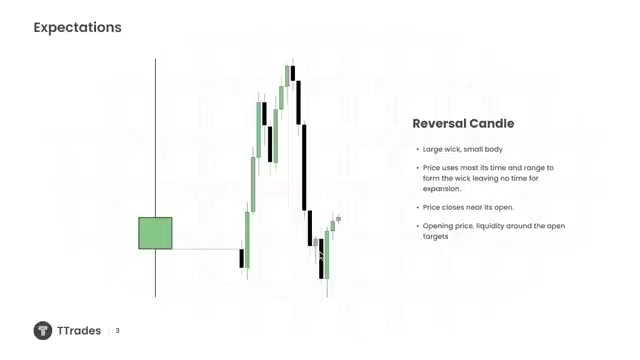 Expectations
Reversal Candle
• Large wick, small body
• Price uses most its time and range to
form the wick leaving no time for
expansion.
• Price closes near its open.
• Opening price, liquidity around the open
targets
TTrades | 3